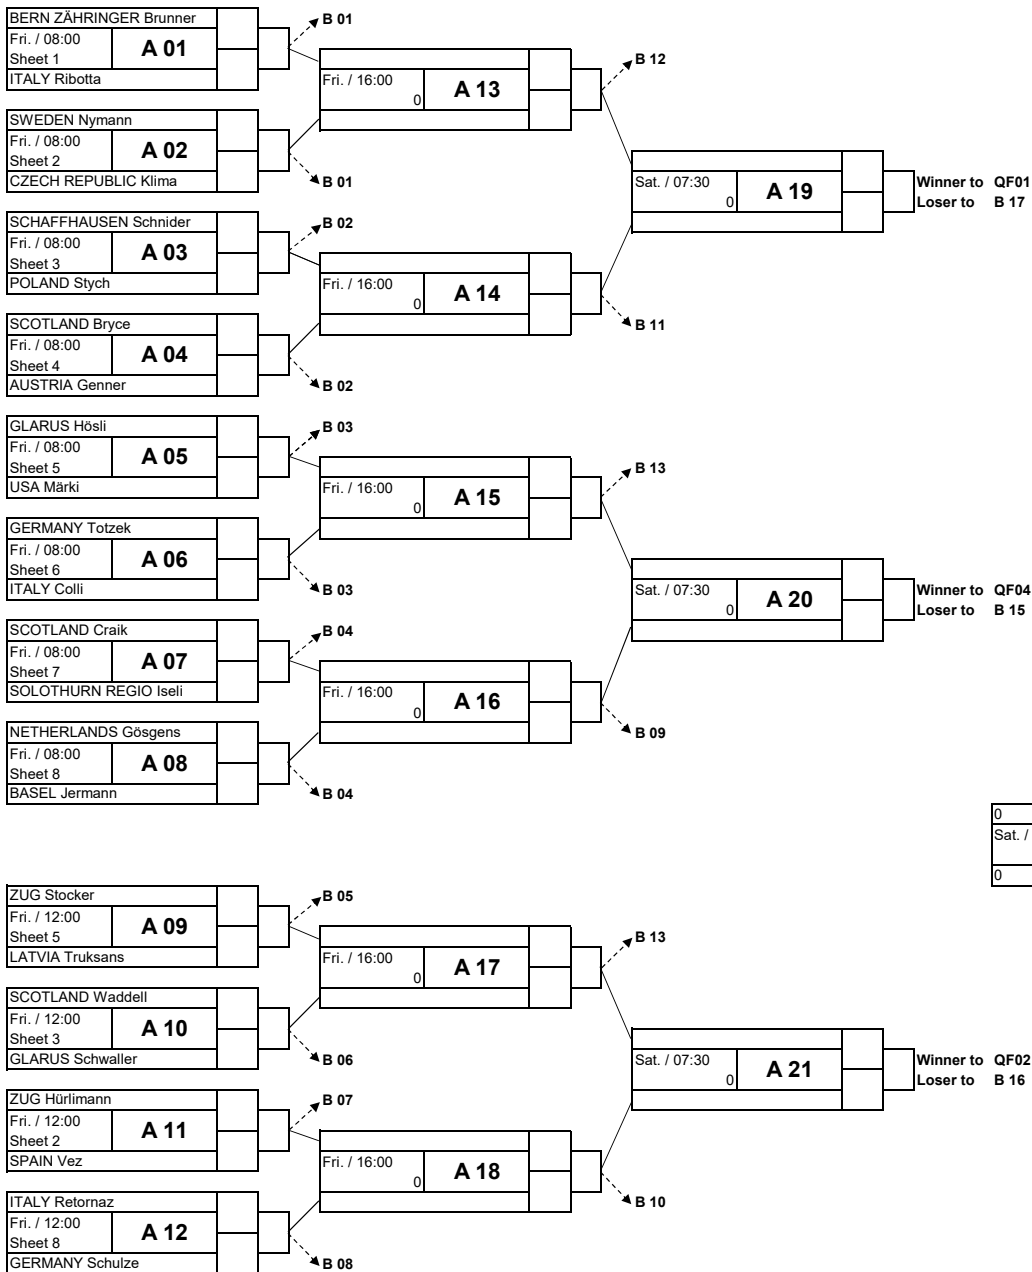 BERN ZÄHRINGER Brunner
Fri. / 08:00
Sheet 1
A 01
ITALY Ribotta
B 01
SWEDEN Nymann
Fri. / 08:00
Sheet 2
A 02
CZECH REPUBLIC Klima
B 01
Fri. / 16:00
0
A 13
B 12
SCHAFFHAUSEN Schnider
Fri. / 08:00
Sheet 3
A 03
POLAND Stych
B 02
SCOTLAND Bryce
Fri. / 08:00
Sheet 4
A 04
AUSTRIA Genner
B 02
Fri. / 16:00
0
A 14
B 11
Sat. / 07:30
0
A 19
Winner to QF01
Loser to B 17
GLARUS Hösli
Fri. / 08:00
Sheet 5
A 05
USA Märki
B 03
GERMANY Totzek
Fri. / 08:00
Sheet 6
A 06
ITALY Colli
B 03
Fri. / 16:00
0
A 15
B 13
SCOTLAND Craik
Fri. / 08:00
Sheet 7
A 07
SOLOTHURN REGIO Iseli
B 04
NETHERLANDS Gösgens
Fri. / 08:00
Sheet 8
A 08
BASEL Jermann
B 04
Fri. / 16:00
0
A 16
B 09
Sat. / 07:30
0
A 20
Winner to QF04
Loser to B 15
0
Sat. /
0
ZUG Stocker
Fri. / 12:00
Sheet 5
A 09
LATVIA Truksans
B 05
SCOTLAND Waddell
Fri. / 12:00
Sheet 3
A 10
GLARUS Schwaller
B 06
Fri. / 16:00
0
A 17
B 13
ZUG Hürlimann
Fri. / 12:00
Sheet 2
A 11
SPAIN Vez
B 07
ITALY Retornaz
Fri. / 12:00
Sheet 8
A 12
GERMANY Schulze
B 08
Fri. / 16:00
0
A 18
B 10
Sat. / 07:30
0
A 21
Winner to QF02
Loser to B 16